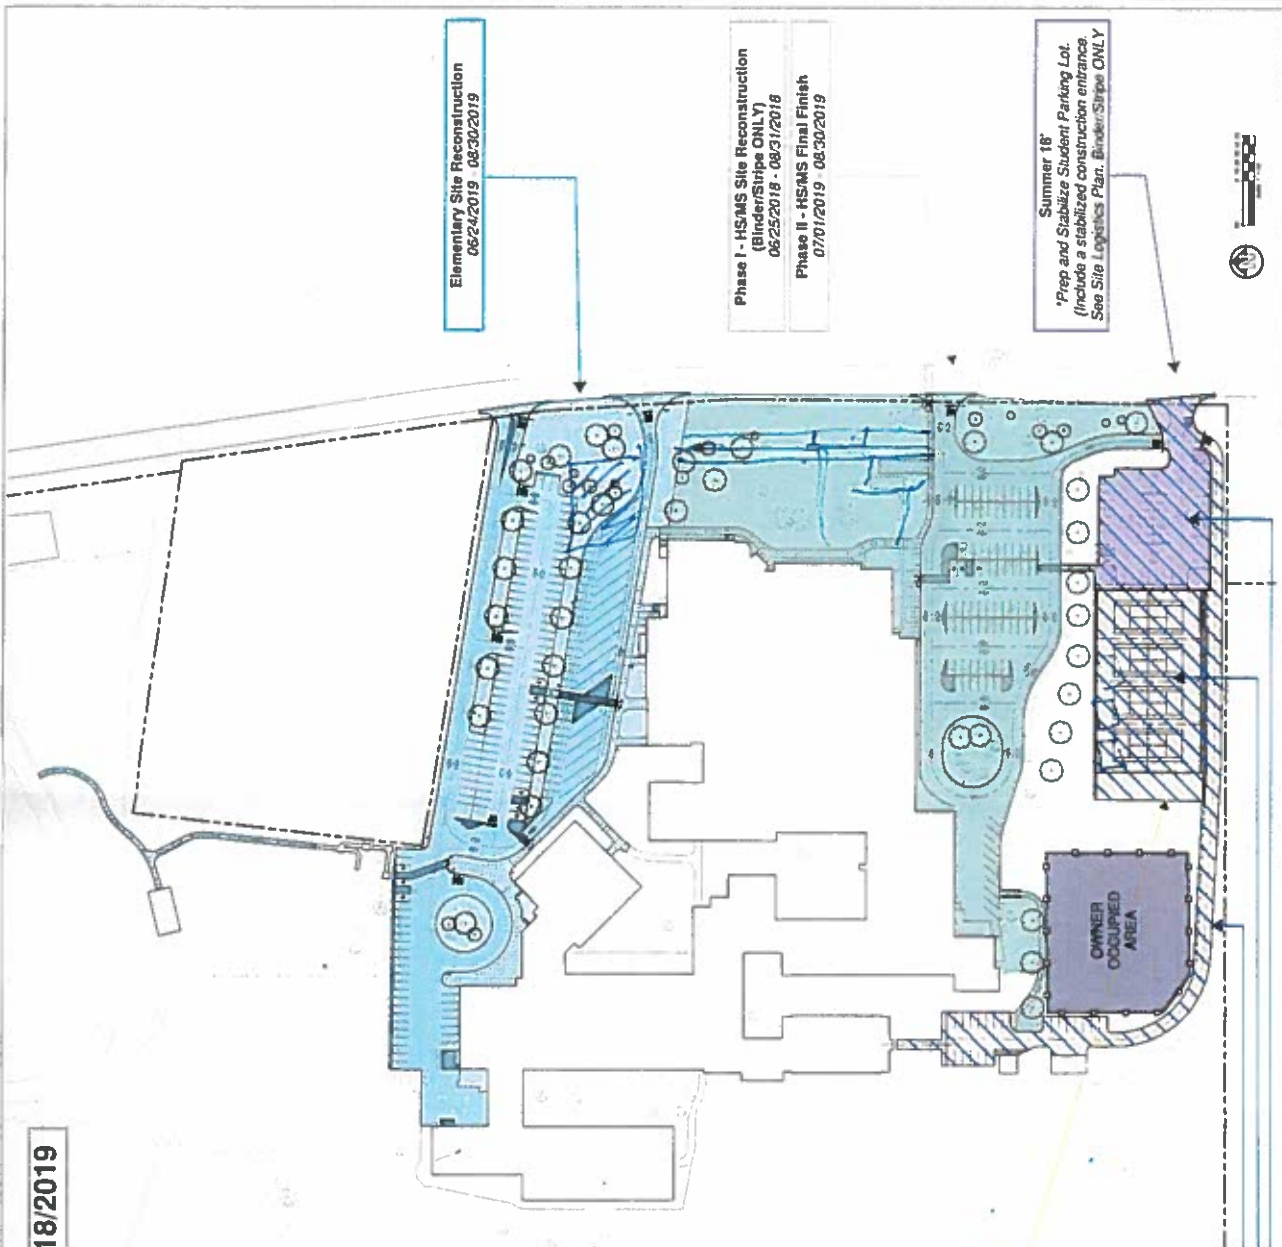 18/2019
Elementary Site Reconstruction
06/24/2019 - 08/30/2019
Phase I - HS/MS Site Reconstruction
(Binder/Stripe ONLY)
06/25/2018 - 08/31/2018
Phase II - HS/MS Final Finish
07/01/2019 - 08/30/2019
Summer 18'
*Prep and Stabilize Student Parking Lot.
(Include a stabilized construction entrance.
See Site Logistics Plan. Binder/Stripe ONLY
OWNER
OCCUPIED
AREA